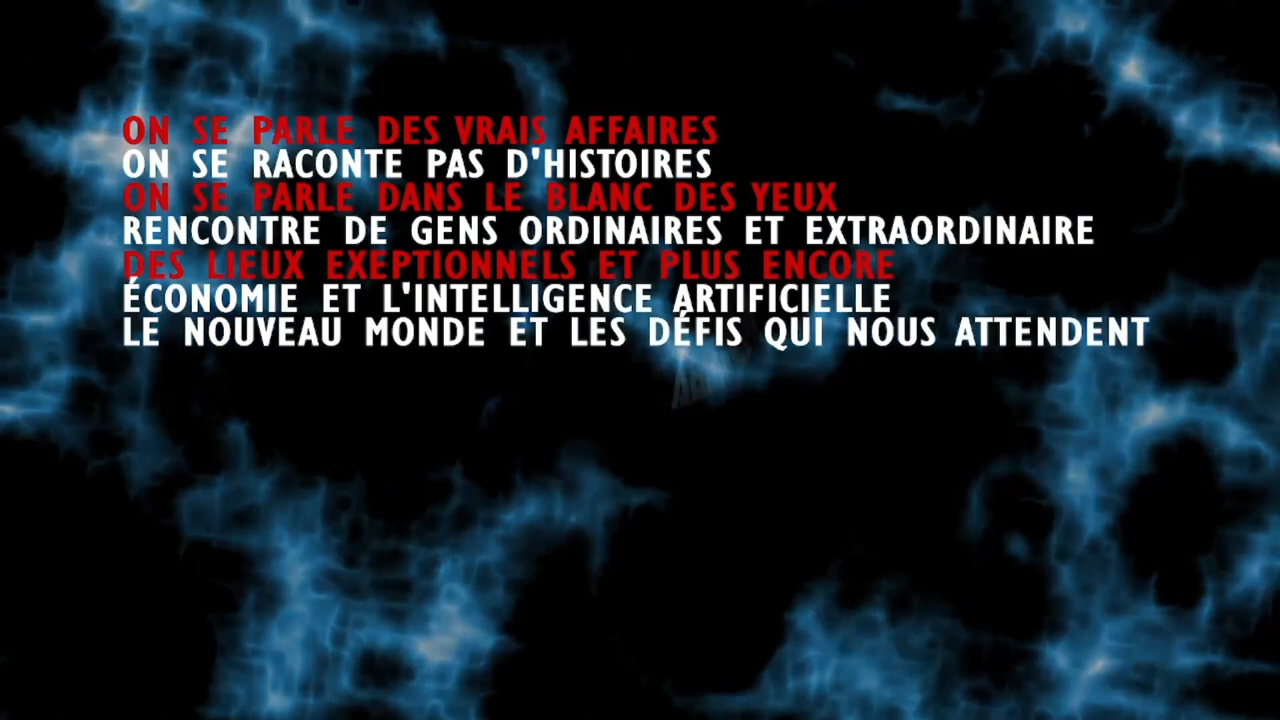 ON SE PARLE DES VRAIS AFFAIRES
ON SE RACONTE PAS D'HISTOIRES
ON SE PARLE DANS LE BLANC DES YEUX
RENCONTRE DE GENS ORDINAIRES ET EXTRAORDINAIRE
DES LIEUX EXEPTIONNELS ET PLUS ENCORE
ÉCONOMIE ET L'INTELLIGENCE ARTIFICIELLE
LE NOUVEAU MONDE ET LES DÉFIS QUI NOUS ATTENDENT